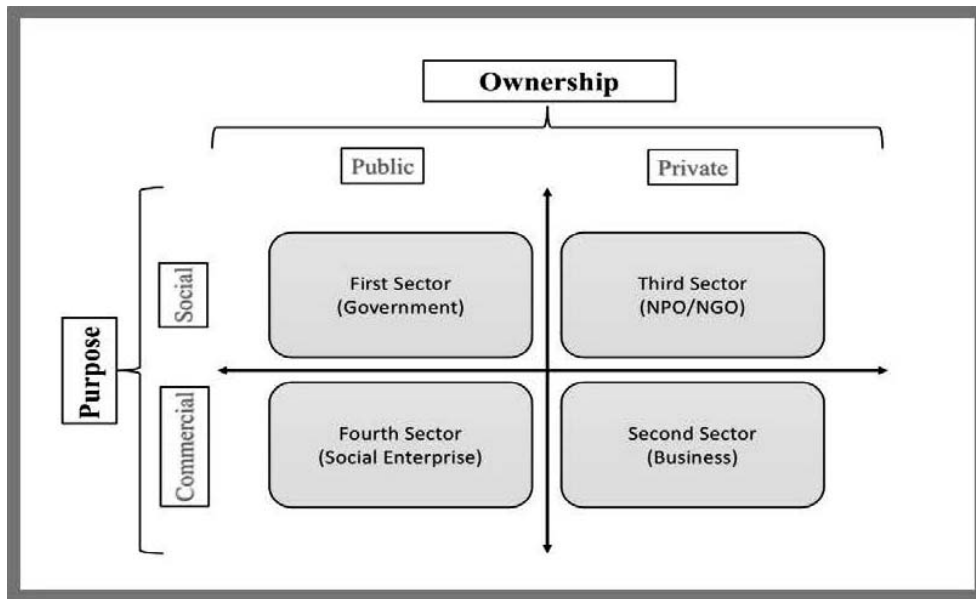 Ownership
Public
Private
Purpose
Social
First Sector
(Government)
Third Sector
(NPO/NGO)
Commercial
Fourth Sector
(Social Enterprise)
Second Sector
(Business)